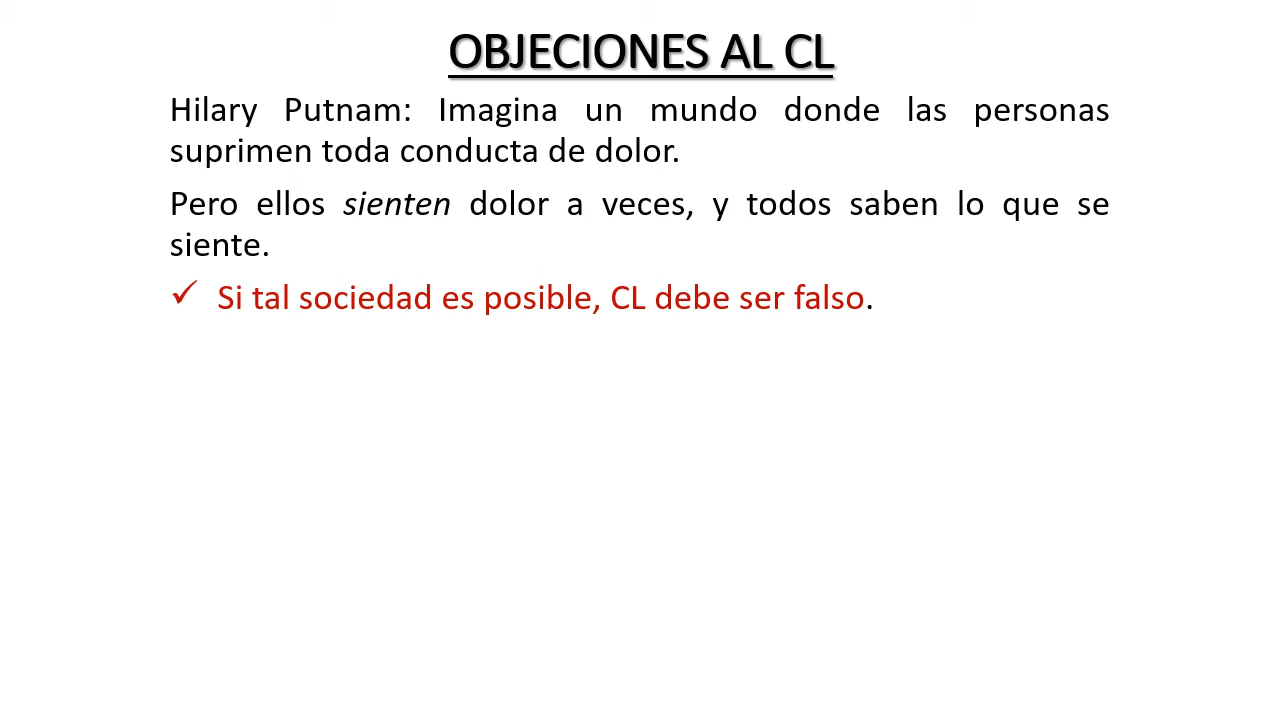 OBJECIONES AL CL
Hilary Putnam: Imagina un mundo donde las personas
suprimen toda conducta de dolor.
Pero ellos sienten dolor a veces, y todos saben lo que se
siente.
✓ Si tal sociedad es posible, CL debe ser falso.